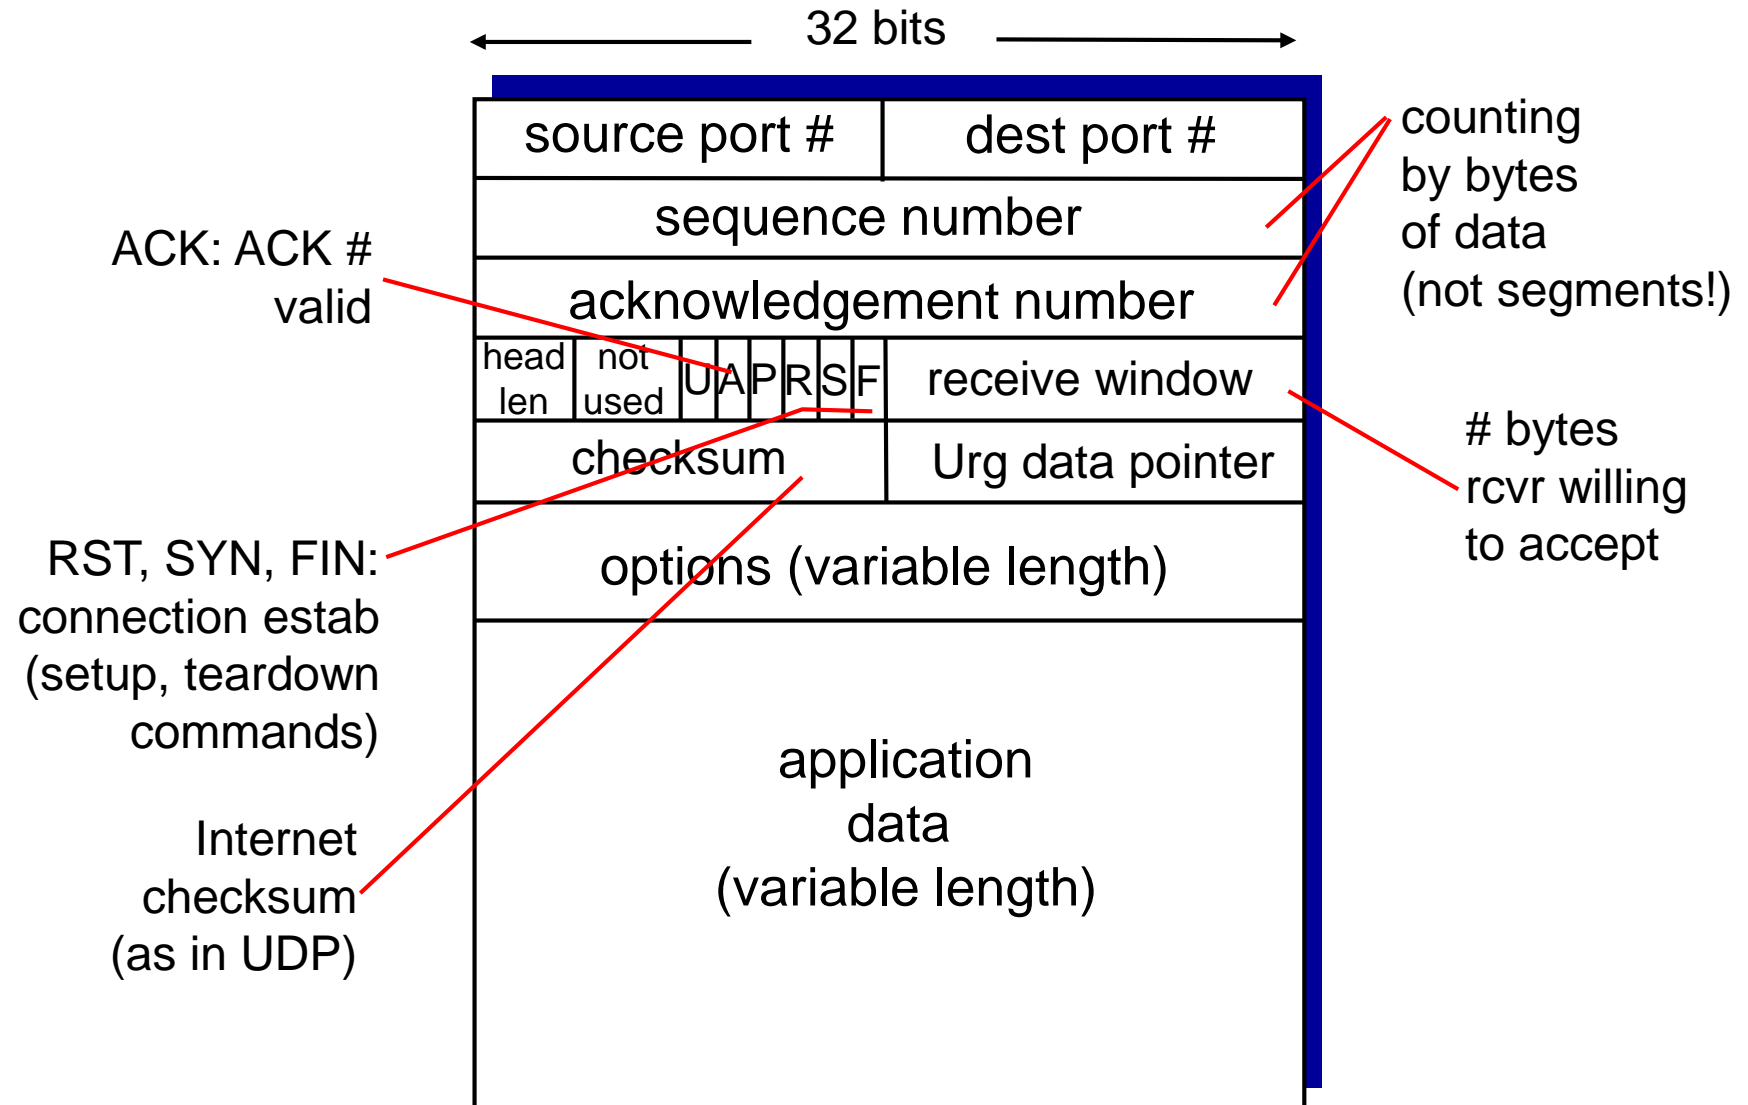 32 bits
source port #
dest port #
counting
by bytes
of data
(not segments!)
sequence number
ACK: ACK #
valid
acknowledgement number
head
len
not
used
U
A
P
R
S
F
receive window
# bytes
rcvr willing
to accept
checksum
Urg data pointer
RST, SYN, FIN:
connection estab
(setup, teardown
commands)
options (variable length)
application
data
(variable length)
Internet
checksum
(as in UDP)